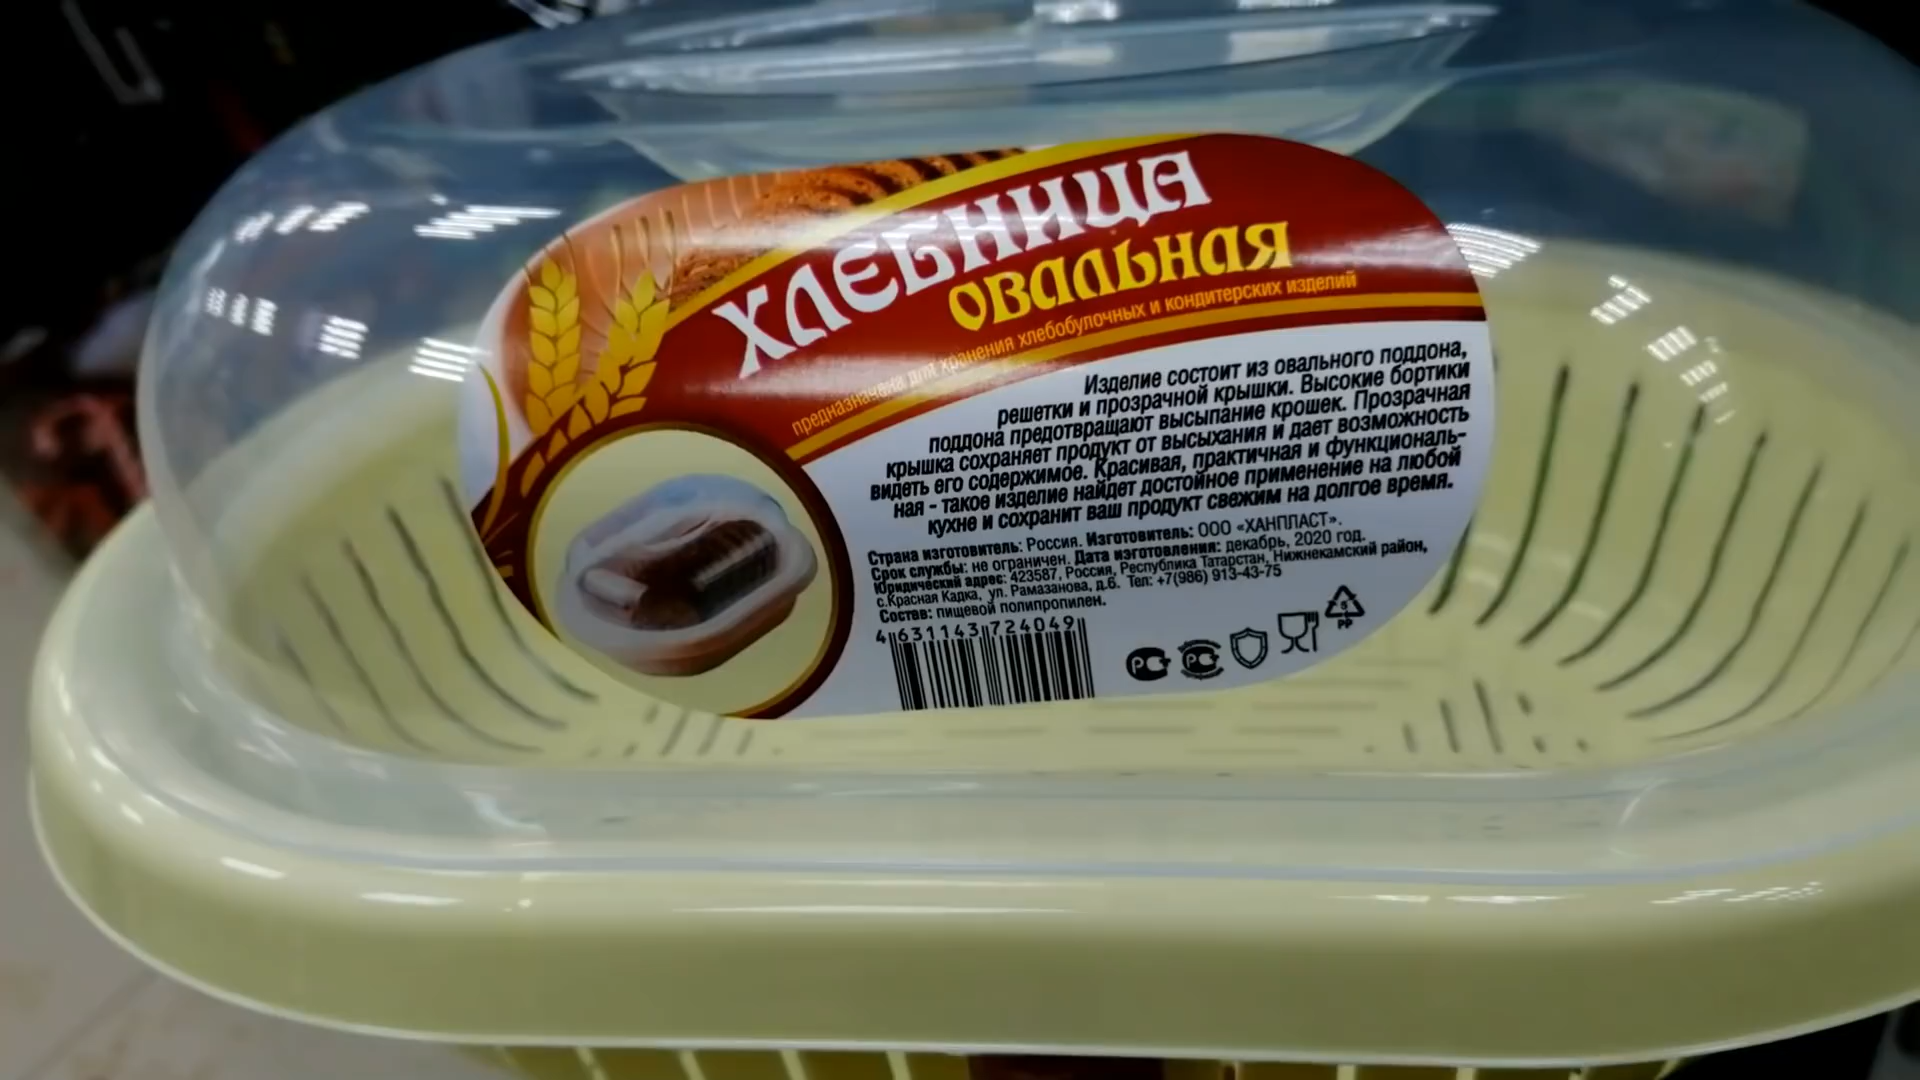 ХЛЕБНИЦА
ОВАЛЬНАЯ
предназначена для хранения хлебобулочных и кондитерских изделий
Изделие состоит из овального поддона,
решетки и прозрачной крышки. Высокие бортики
поддона предотвращают высыпание крошек. Прозрачная
крышка сохраняет продукт от высыхания и дает возможность
видеть его содержимое. Красивая, практичная и функциональ-
ная - такое изделие найдет достойное применение на любой
кухне и сохранит ваш продукт свежим на долгое время.
Страна изготовитель: Россия. Изготовитель: ООО «ХАНПЛАСТ».
Срок службы: не ограничен. Дата изготовления: декабрь, 2020 год.
Юридический адрес: 423587, Россия, Республика Татарстан, Нижнекамский район,
с.Красная Кадка, ул. Рамазанова, д.6. Тел: +7(986) 913-43-75
Состав: пищевой полипропилен.
4 631143 724049
РС РС
5
PP